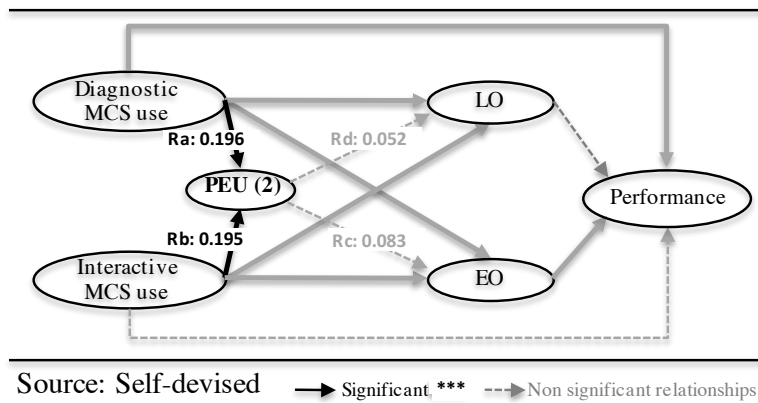 Diagnostic
MCS use
LO
Ra: 0.196
Rd: 0.052
PEU (2)
Performance
Rb: 0.195
Rc: 0.083
Interactive
MCS use
EO
Source: Self-devised
Significant ***
Non significant relationships